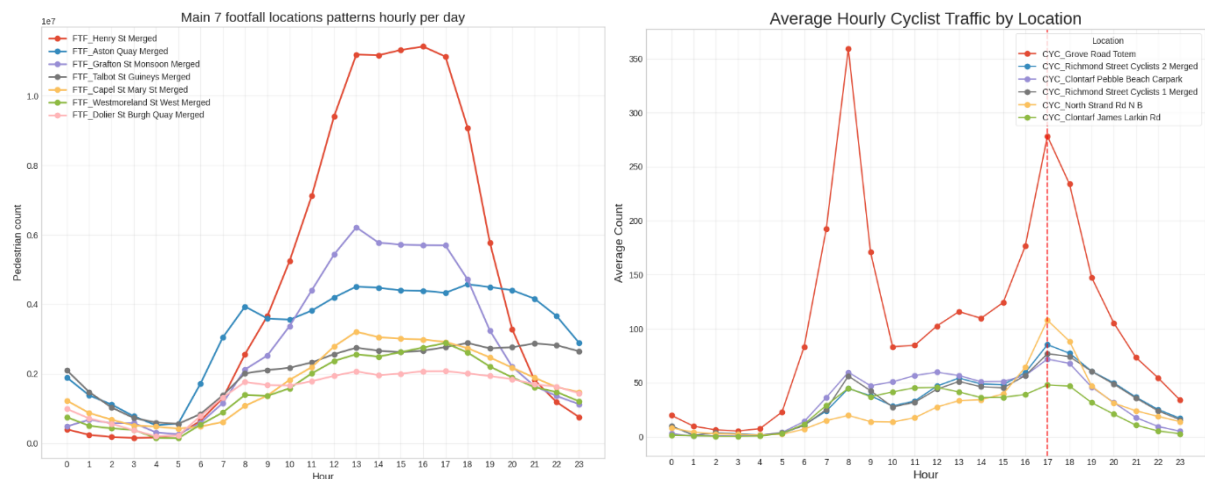 Main 7 footfall locations patterns hourly per day
1e7
FTF_Henry St Merged
FTF_Aston Quay Merged
FTF_Grafton St Monsoon Merged
FTF_Talbot St Guineys Merged
FTF_Capel St Mary St Merged
FTF_Westmoreland St West Merged
FTF_Dolier St Burgh Quay Merged
Pedestrian count
1.0
0.8
0.6
0.4
0.2
0.0
0 1 2 3 4 5 6 7 8 9 10 11 12 13 14 15 16 17 18 19 20 21 22 23
Hour
Average Hourly Cyclist Traffic by Location
Location
CYC_Grove Road Totem
CYC_Richmond Street Cyclists 2 Merged
CYC_Clontarf Pebble Beach Carpark
CYC_Richmond Street Cyclists 1 Merged
CYC_North Strand Rd N B
CYC_Clontarf James Larkin Rd
Average Count
350
300
250
200
150
100
50
0
0 1 2 3 4 5 6 7 8 9 10 11 12 13 14 15 16 17 18 19 20 21 22 23
Hour